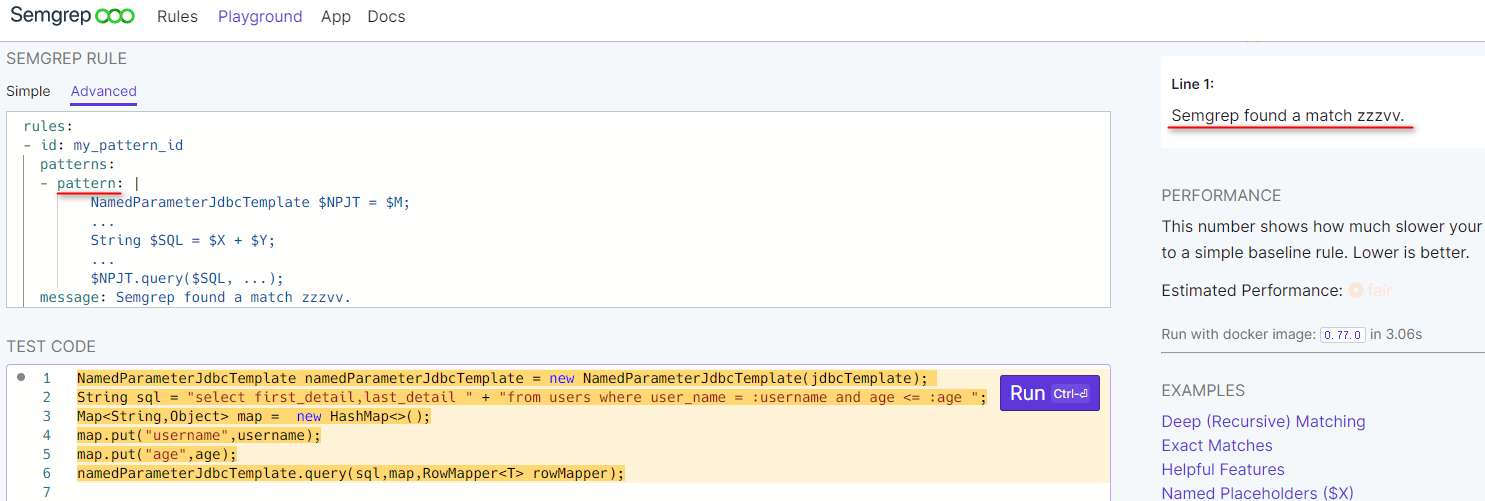 Semgrep Rules Playground App Docs
SEMGREP RULE
Simple Advanced
rules:
- id: my_pattern_id
patterns:
- pattern: |
NamedParameterJdbcTemplate $NPJT = $M;
...
String $SQL = $X + $Y;
...
$NPJT.query($SQL, ...);
message: Semgrep found a match zzzvv.
TEST CODE
1 NamedParameterJdbcTemplate namedParameterJdbcTemplate = new NamedParameterJdbcTemplate(jdbcTemplate);
2 String sql = "select first_detail,last_detail " + "from users where user_name = :username and age <= :age ";
3 Map<String,Object> map =  new HashMap<>();
4 map.put("username",username);
5 map.put("age",age);
6 namedParameterJdbcTemplate.query(sql,map,RowMapper<T> rowMapper);
7
Run Ctrl-⏎
Line 1:
Semgrep found a match zzzvv.
PERFORMANCE
This number shows how much slower your
to a simple baseline rule. Lower is better.
Estimated Performance: fair
Run with docker image: 0.77.0 in 3.06s
EXAMPLES
Deep (Recursive) Matching
Exact Matches
Helpful Features
Named Placeholders ($X)